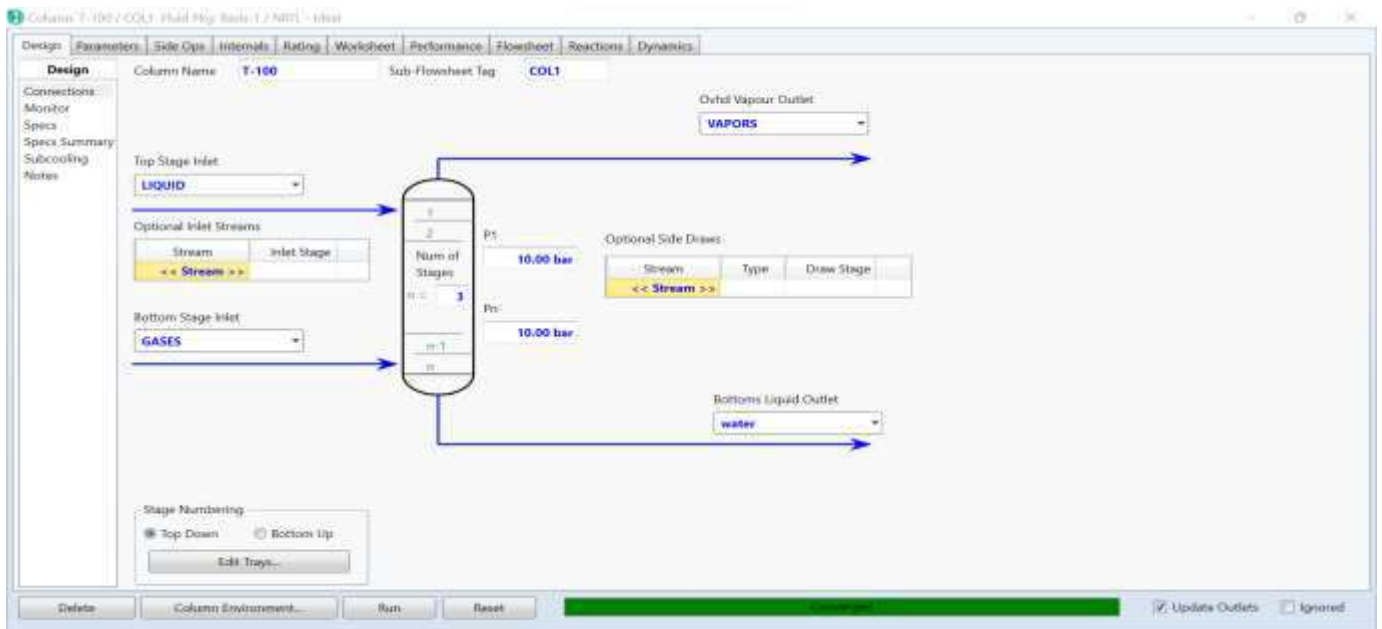 Column: T-100 / COL1 Fluid Pkg: Basis-1 / NRTL - Ideal
Design Parameters Side Ops Internals Rating Worksheet Performance Flowsheet Reactions Dynamics
Design
Connections
Monitor
Specs
Specs Summary
Subcooling
Notes
Column Name T-100 Sub-Flowsheet Tag COL1
Ovhd Vapour Outlet
VAPORS
Top Stage Inlet
LIQUID
Optional Inlet Streams
Stream Inlet Stage
<< Stream >>
Bottom Stage Inlet
GASES
1
2
Num of
Stages
n = 3
n-1
n
P1
10.00 bar
Pn
10.00 bar
Optional Side Draws
Stream Type Draw Stage
<< Stream >>
Bottoms Liquid Outlet
water
Stage Numbering
Top Down Bottom Up
Edit Trays...
Delete Column Environment... Run Reset Converged Update Outlets Ignored